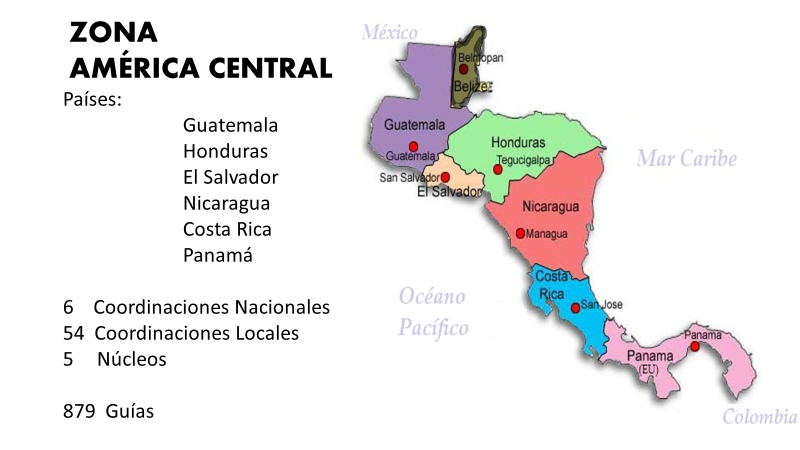 ZONA
AMÉRICA CENTRAL
Países:
Guatemala
Honduras
El Salvador
Nicaragua
Costa Rica
Panamá
6 Coordinaciones Nacionales
54 Coordinaciones Locales
5 Núcleos
879 Guías
México
Belmopan
Belize
Guatemala
Guatemala
Honduras
Tegucigalpa
San Salvador
El Salvador
Mar Caribe
Nicaragua
Managua
Costa
Rica
San Jose
Océano
Pacífico
Panama
Panama
(EU)
Colombia